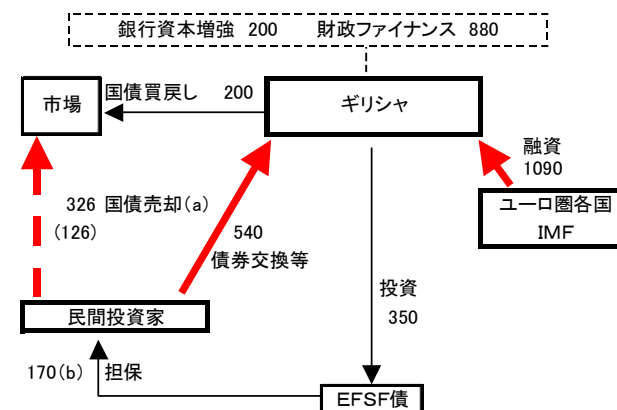 銀行資本増強 200 財政ファイナンス 880
市場
国債買戻し 200
ギリシャ
融資
1090
ユーロ圏各国
IMF
326 国債売却(a)
(126)
540
債券交換等
投資
350
民間投資家
170(b) 担保
EFSF債